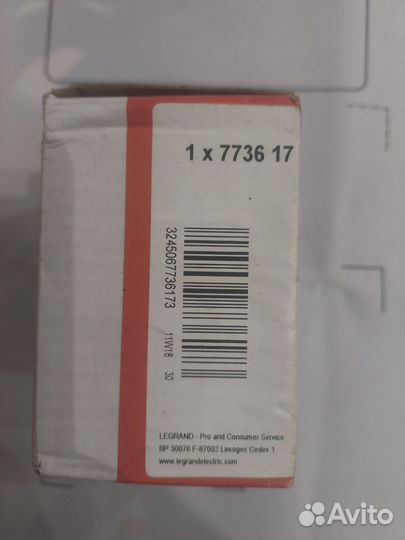 1 x 7736 17
3245067736173
11W18 30
LEGRAND - Pro and Consumer Service
BP 30076 F-87002 Limoges Cedex 1
www.legrandelectric.com
Avito